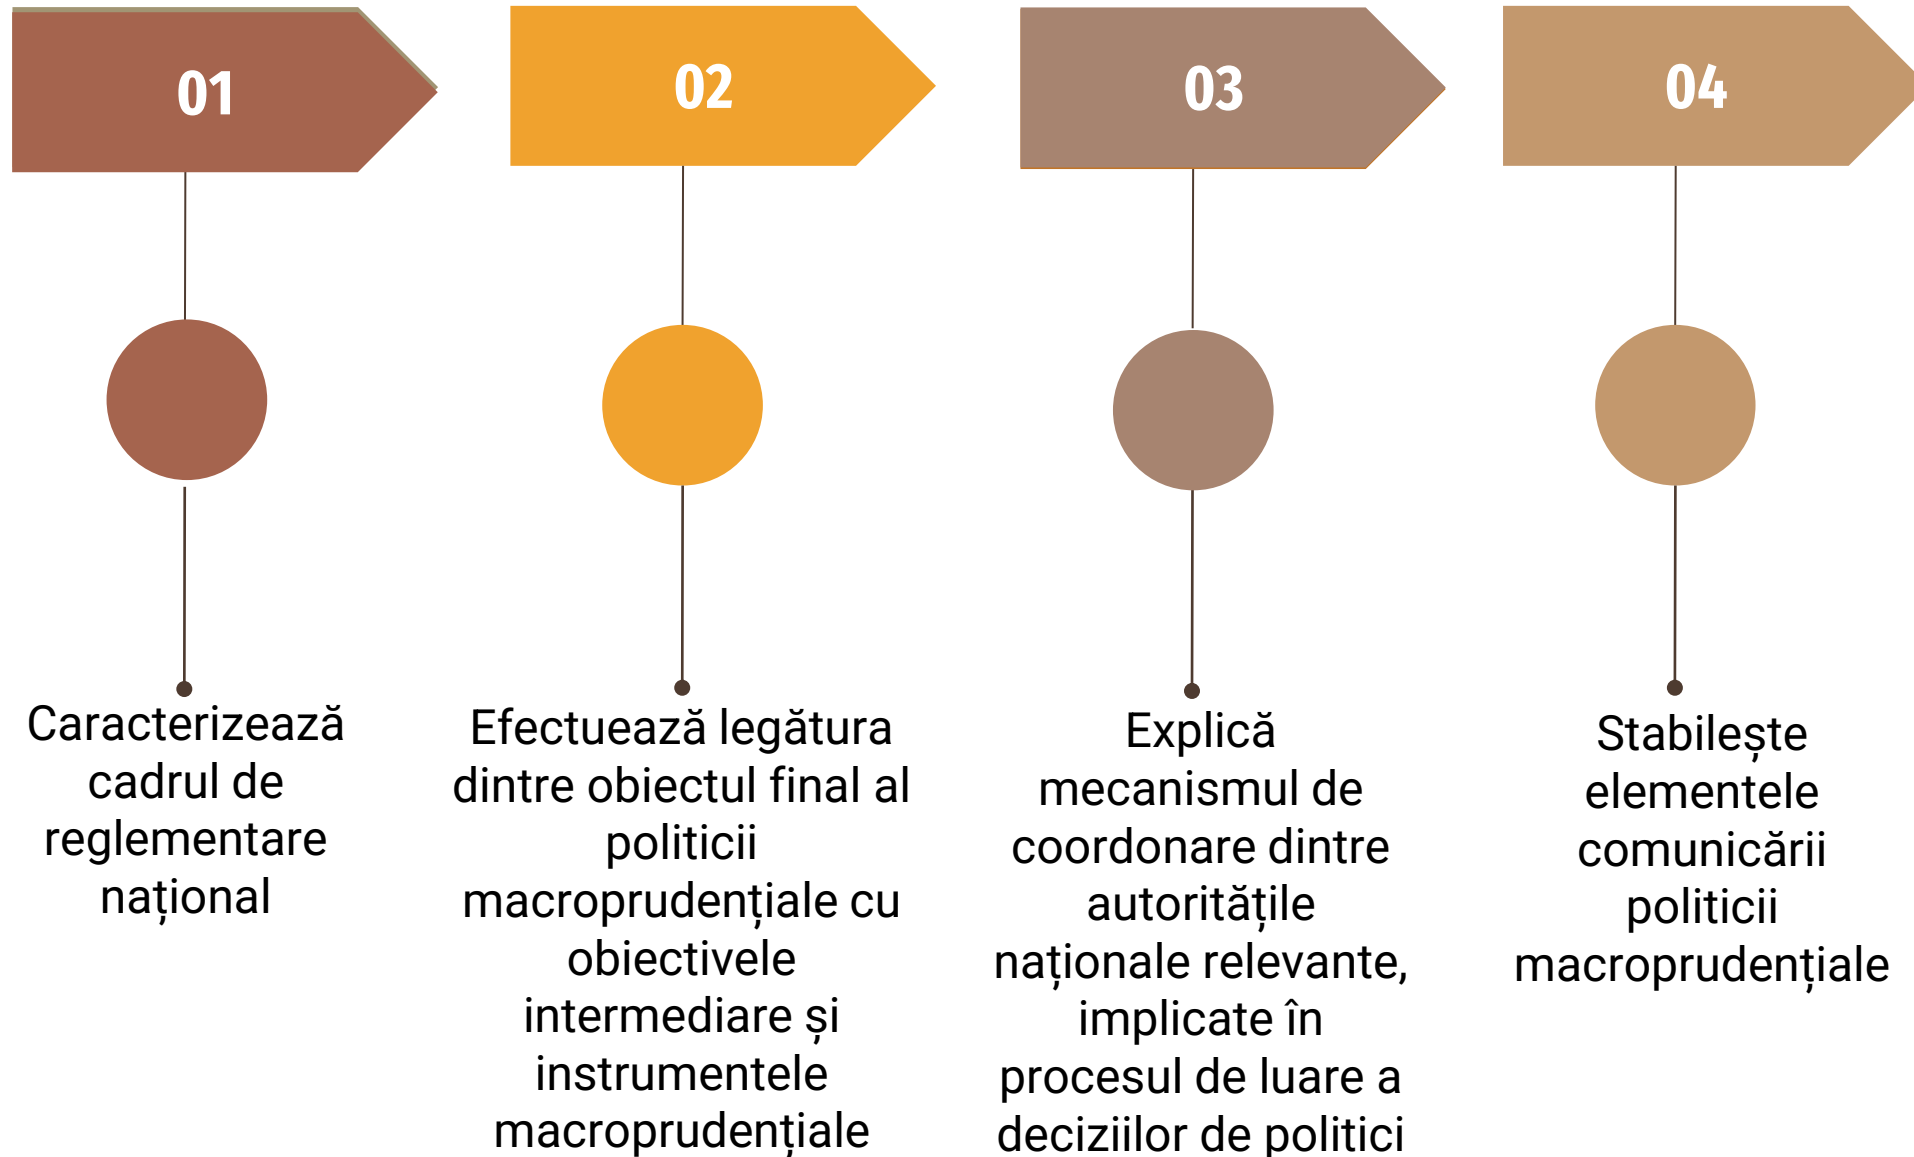 01
Caracterizează
cadrul de
reglementare
național
02
Efectuează legătura
dintre obiectul final al
politicii
macroprudențiale cu
obiectivele
intermediare și
instrumentele
macroprudențiale
03
Explică
mecanismul de
coordonare dintre
autoritățile
naționale relevante,
implicate în
procesul de luare a
deciziilor de politici
04
Stabilește
elementele
comunicării
politicii
macroprudențiale